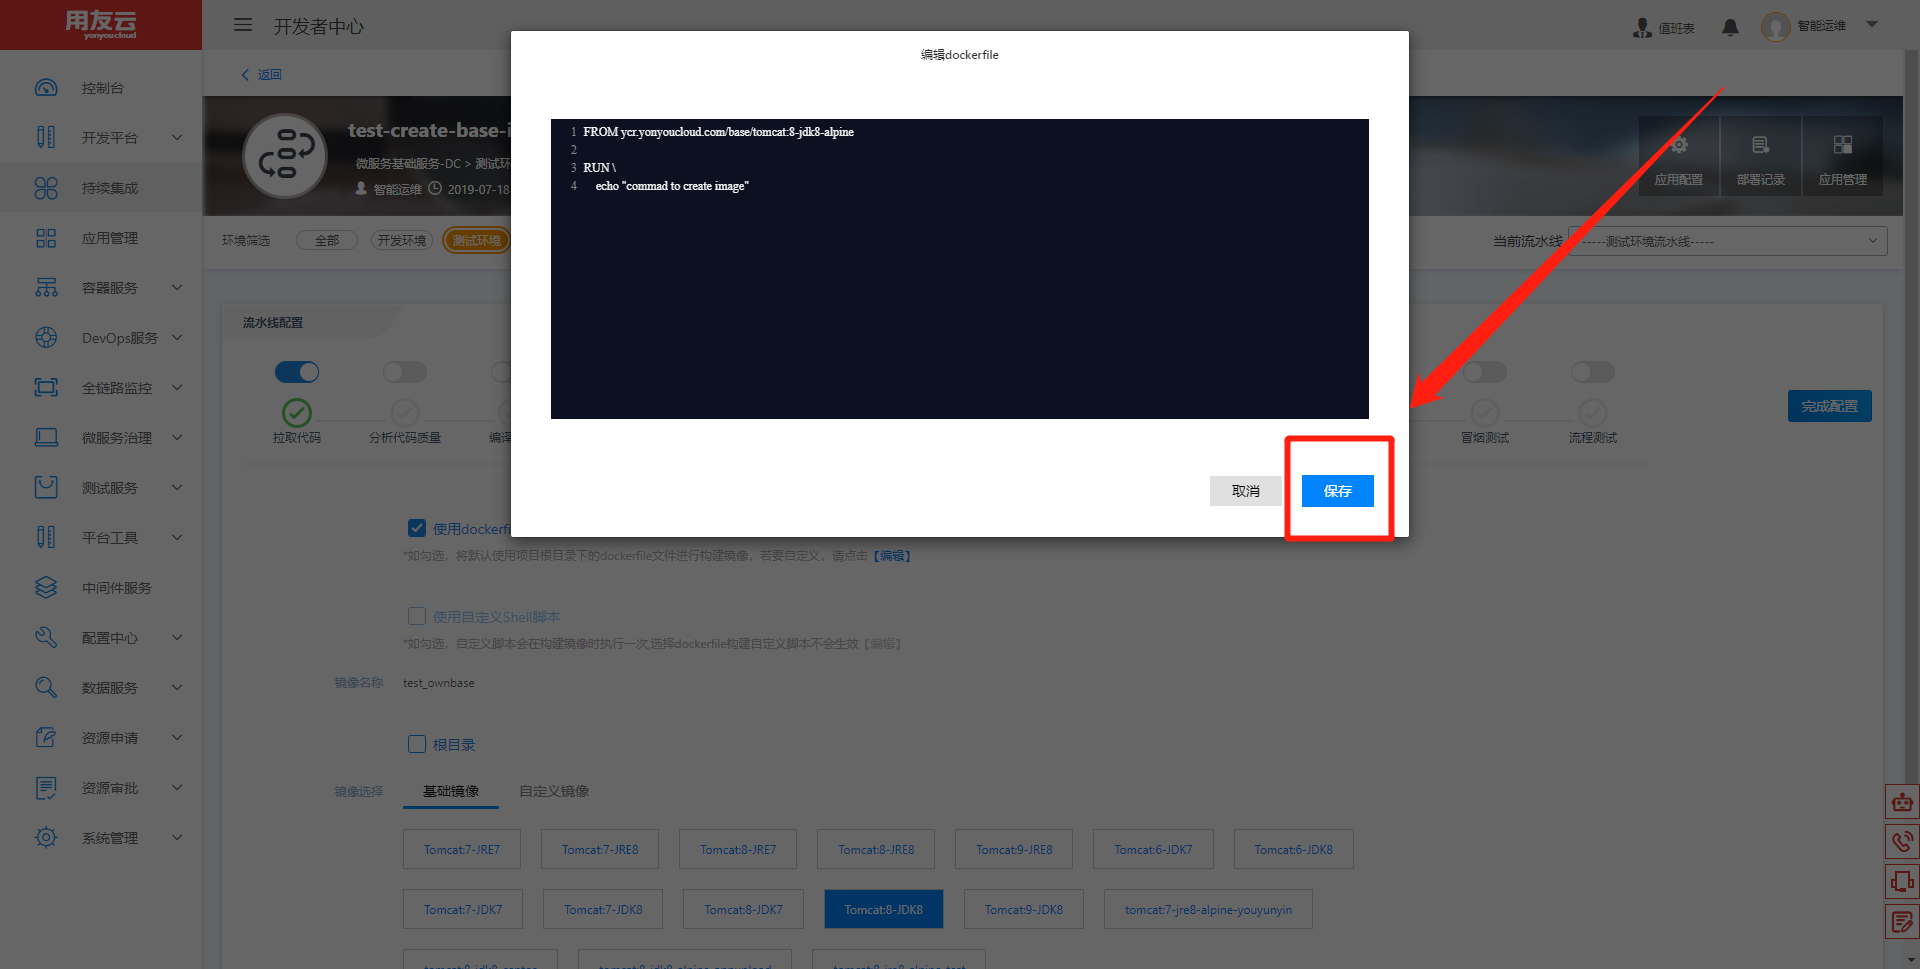 用友云
yonyoucloud
开发者中心
值班表
智能运维
控制台
开发平台
持续集成
应用管理
容器服务
DevOps服务
全链路监控
微服务治理
测试服务
平台工具
中间件服务
配置中心
数据服务
资源申请
资源审批
系统管理
返回
test-create-base-i
微服务基础服务-DC > 测试环
智能运维 2019-07-18
应用配置
部署记录
应用管理
环境筛选 全部 开发环境 测试环境
当前流水线 -----测试环境流水线-----
流水线配置
拉取代码 分析代码质量 编译 冒烟测试 流程测试
完成配置
编辑dockerfile
1 FROM ycr.yonyoucloud.com/base/tomcat:8-jdk8-alpine
2
3 RUN \
4 echo "commad to create image"
取消 保存
使用dockerfi
*如勾选，将默认使用项目根目录下的dockerfile文件进行构建镜像，若要自定义，请点击【编辑】
使用自定义Shell脚本
*如勾选，自定义脚本会在构建镜像时执行一次,选择dockerfile构建自定义脚本不会生效【编辑】
镜像名称 test_ownbase
根目录
镜像选择 基础镜像 自定义镜像
Tomcat:7-JRE7 Tomcat:7-JRE8 Tomcat:8-JRE7 Tomcat:8-JRE8 Tomcat:9-JRE8 Tomcat:6-JDK7 Tomcat:6-JDK8
Tomcat:7-JDK7 Tomcat:7-JDK8 Tomcat:8-JDK7 Tomcat:8-JDK8 Tomcat:9-JDK8 tomcat:7-jre8-alpine-youyunyin